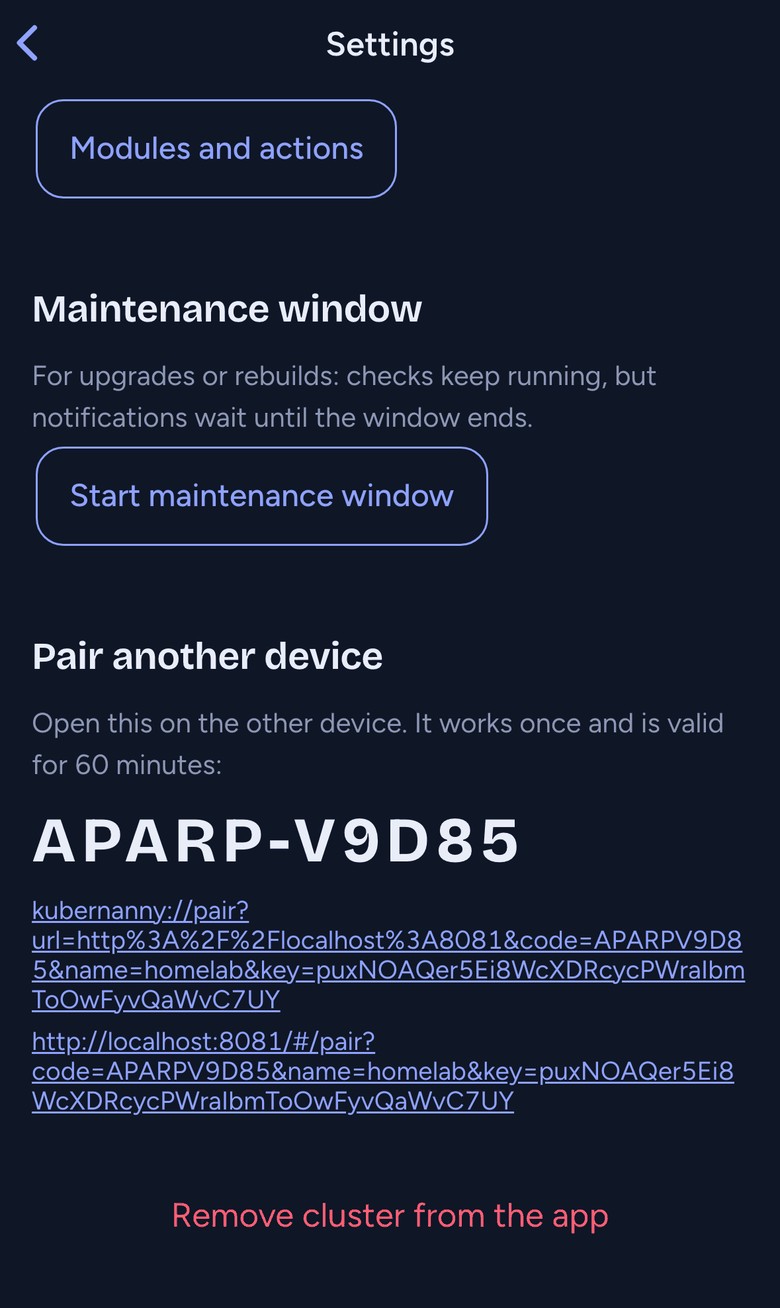 Settings
Modules and actions
Maintenance window
For upgrades or rebuilds: checks keep running, but
notifications wait until the window ends.
Start maintenance window
Pair another device
Open this on the other device. It works once and is valid
for 60 minutes:
APARP-V9D85
kubernanny://pair?
url=http%3A%2F%2Flocalhost%3A8081&code=APARPV9D8
5&name=homelab&key=puxNOAQer5Ei8WcXDRcycPWraIbm
ToOwFyvQaWvC7UY
http://localhost:8081/#/pair?
code=APARPV9D85&name=homelab&key=puxNOAQer5Ei8
WcXDRcycPWraIbmToOwFyvQaWvC7UY
Remove cluster from the app